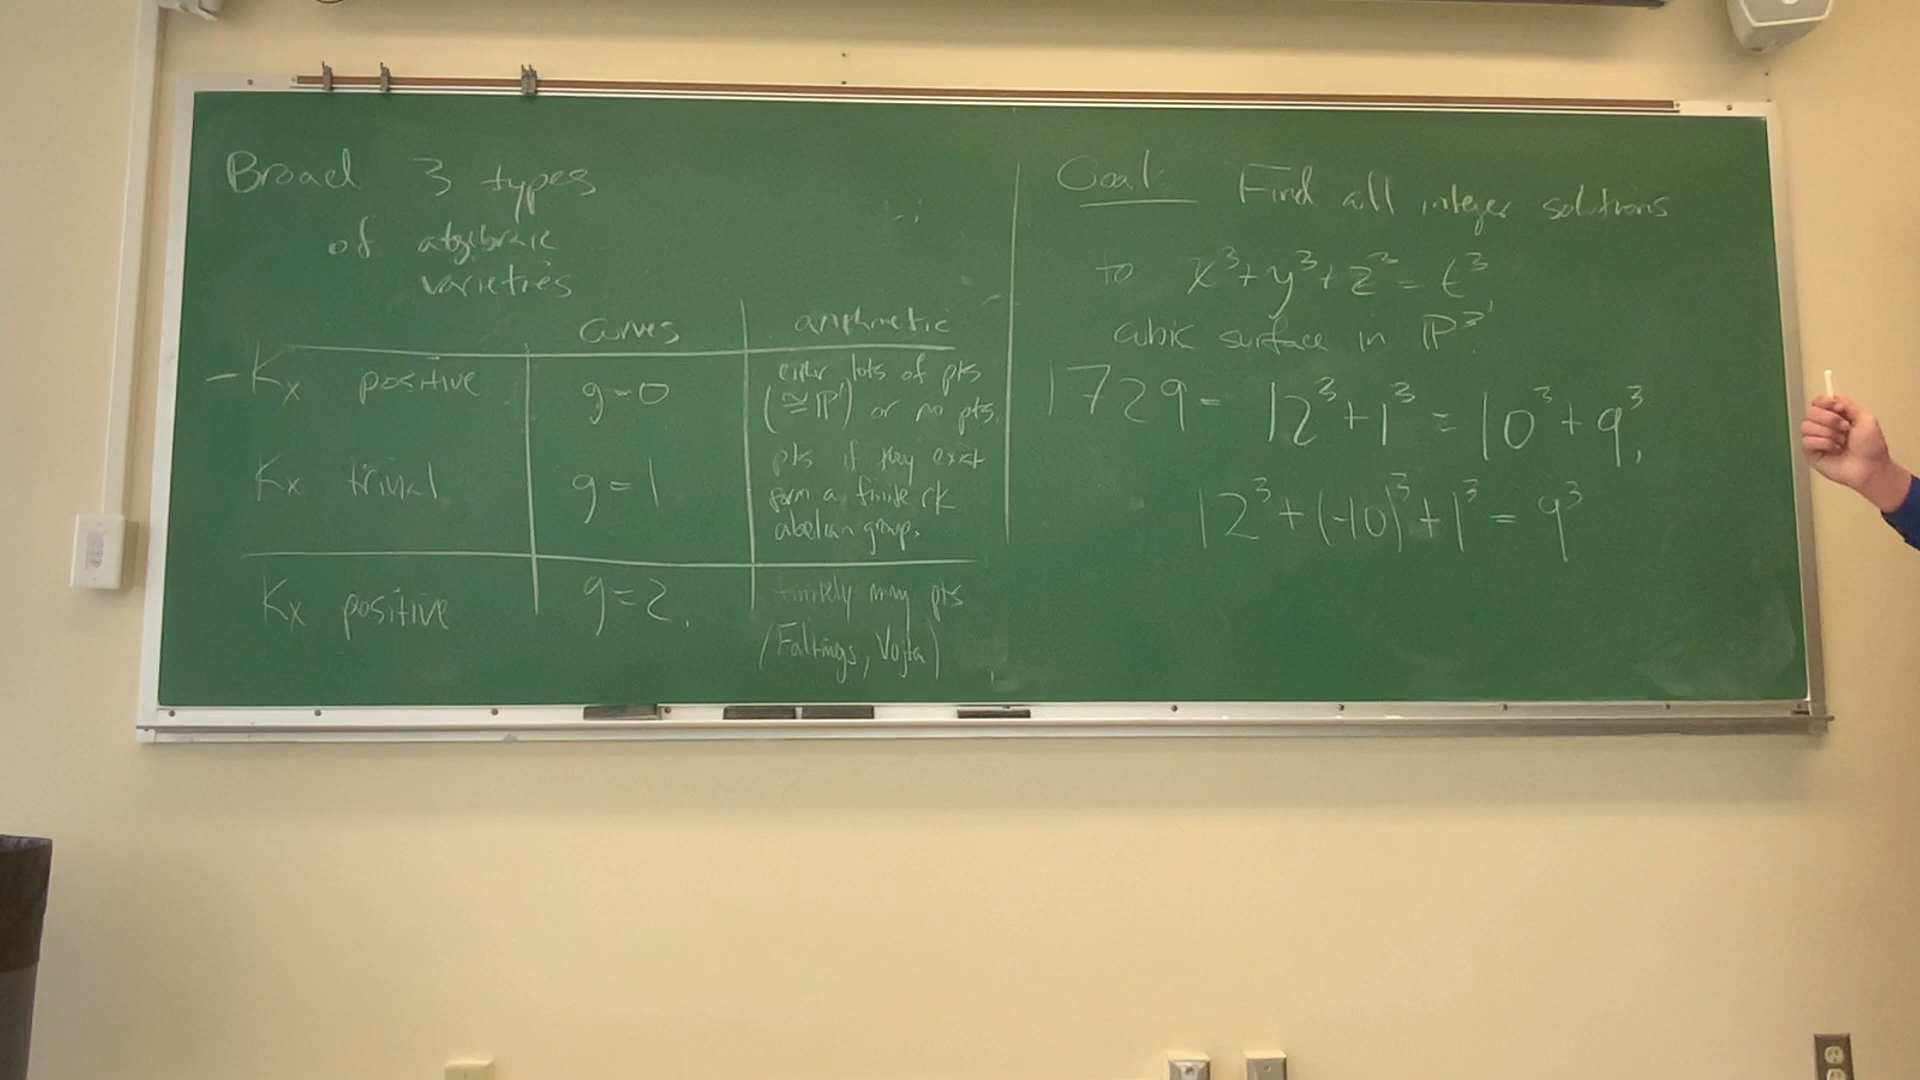 Broad 3 types
of algebraic
varieties
curves arithmetic
-Kx positive g=0 either lots of pts
(≅P¹) or no pts.
Kx trivial g=1 pts if they exist
form a finite rk
abelian group.
Kx positive g=2. finitely many pts
(Faltings, Vojta)
Goal: Find all integer solutions
to x³+y³+z³=t³
cubic surface in P³.
1729= 12³+1³ = 10³+9³,
12³+(-10)³+1³=9³